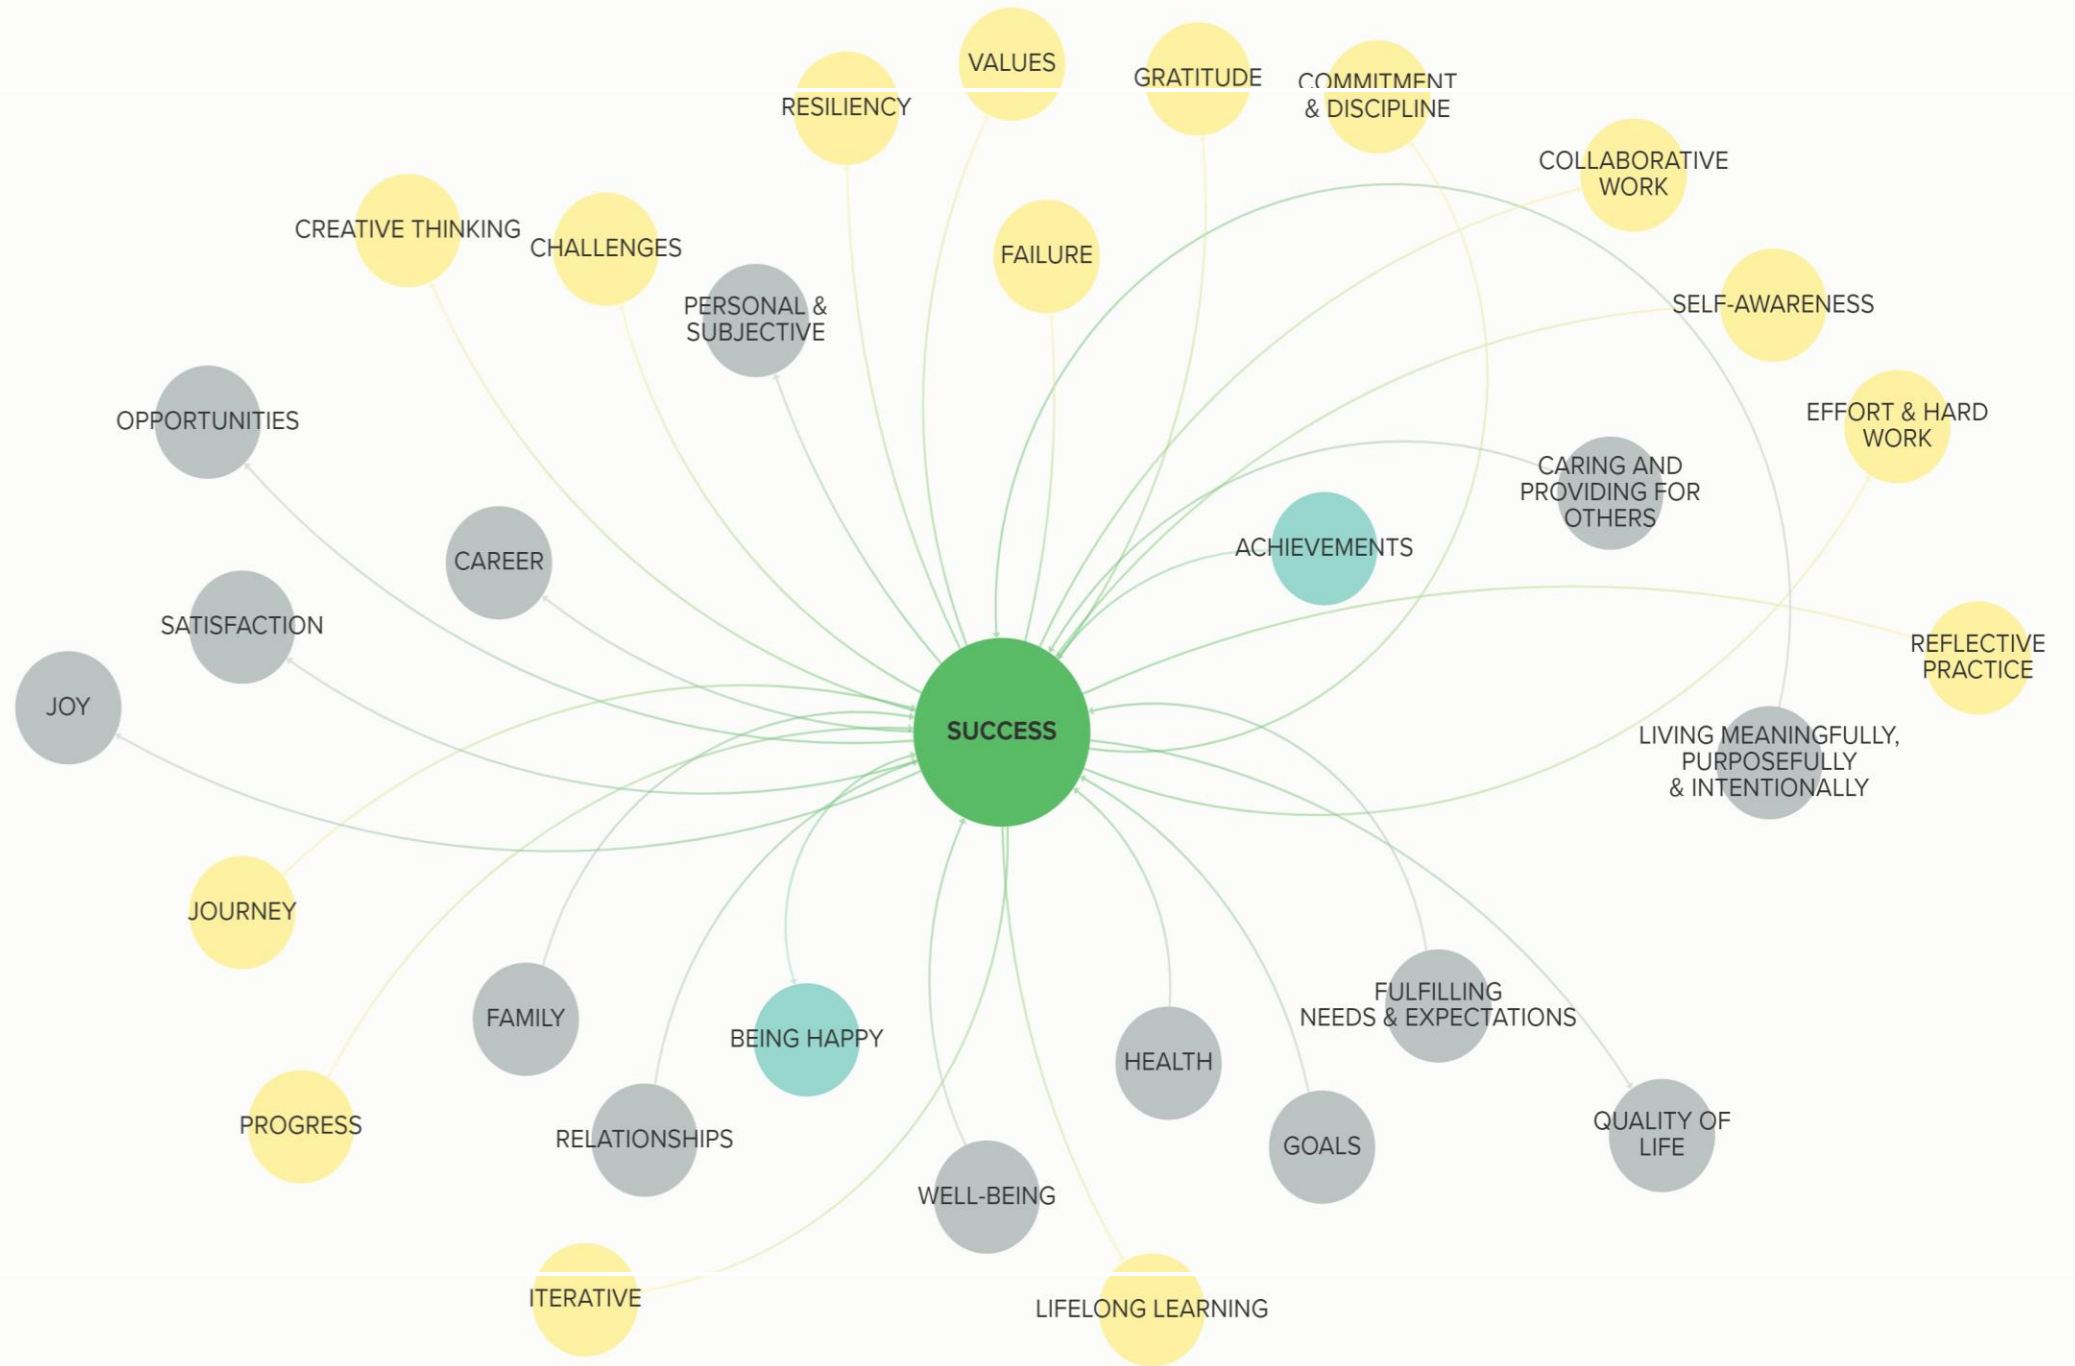 VALUES
GRATITUDE
COMMITMENT
& DISCIPLINE
RESILIENCY
COLLABORATIVE
WORK
CREATIVE THINKING
CHALLENGES
FAILURE
PERSONAL &
SUBJECTIVE
SELF-AWARENESS
OPPORTUNITIES
EFFORT & HARD
WORK
CARING AND
PROVIDING FOR
OTHERS
CAREER
ACHIEVEMENTS
SATISFACTION
REFLECTIVE
PRACTICE
JOY
SUCCESS
LIVING MEANINGFULLY,
PURPOSEFULLY
& INTENTIONALLY
JOURNEY
FAMILY
BEING HAPPY
HEALTH
FULFILLING
NEEDS & EXPECTATIONS
PROGRESS
RELATIONSHIPS
GOALS
QUALITY OF
LIFE
WELL-BEING
ITERATIVE
LIFELONG LEARNING